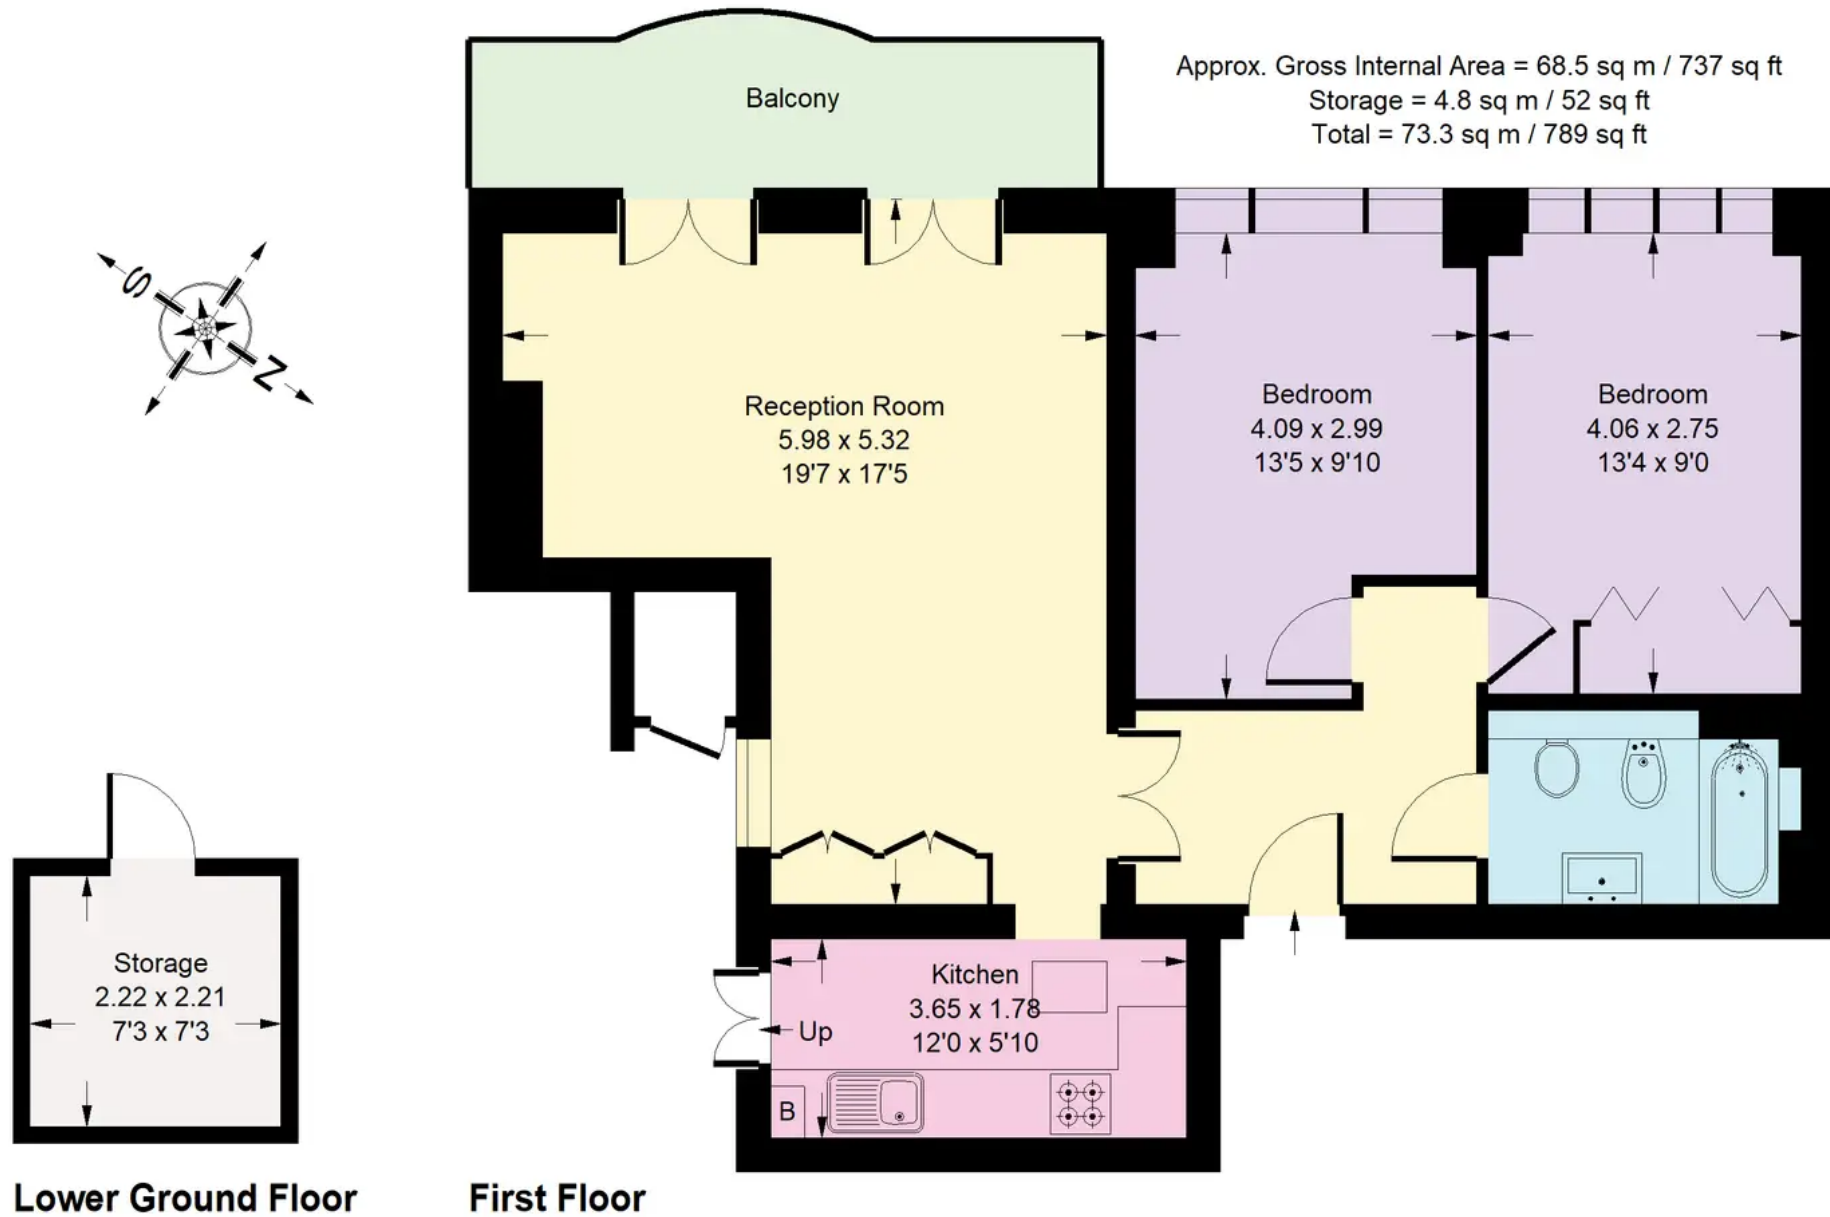 Approx. Gross Internal Area = 68.5 sq m / 737 sq ft
Storage = 4.8 sq m / 52 sq ft
Total = 73.3 sq m / 789 sq ft
Balcony
S
N
Reception Room
5.98 x 5.32
19'7 x 17'5
Bedroom
4.09 x 2.99
13'5 x 9'10
Bedroom
4.06 x 2.75
13'4 x 9'0
Storage
2.22 x 2.21
7'3 x 7'3
Kitchen
3.65 x 1.78
12'0 x 5'10
Up
B
Lower Ground Floor
First Floor